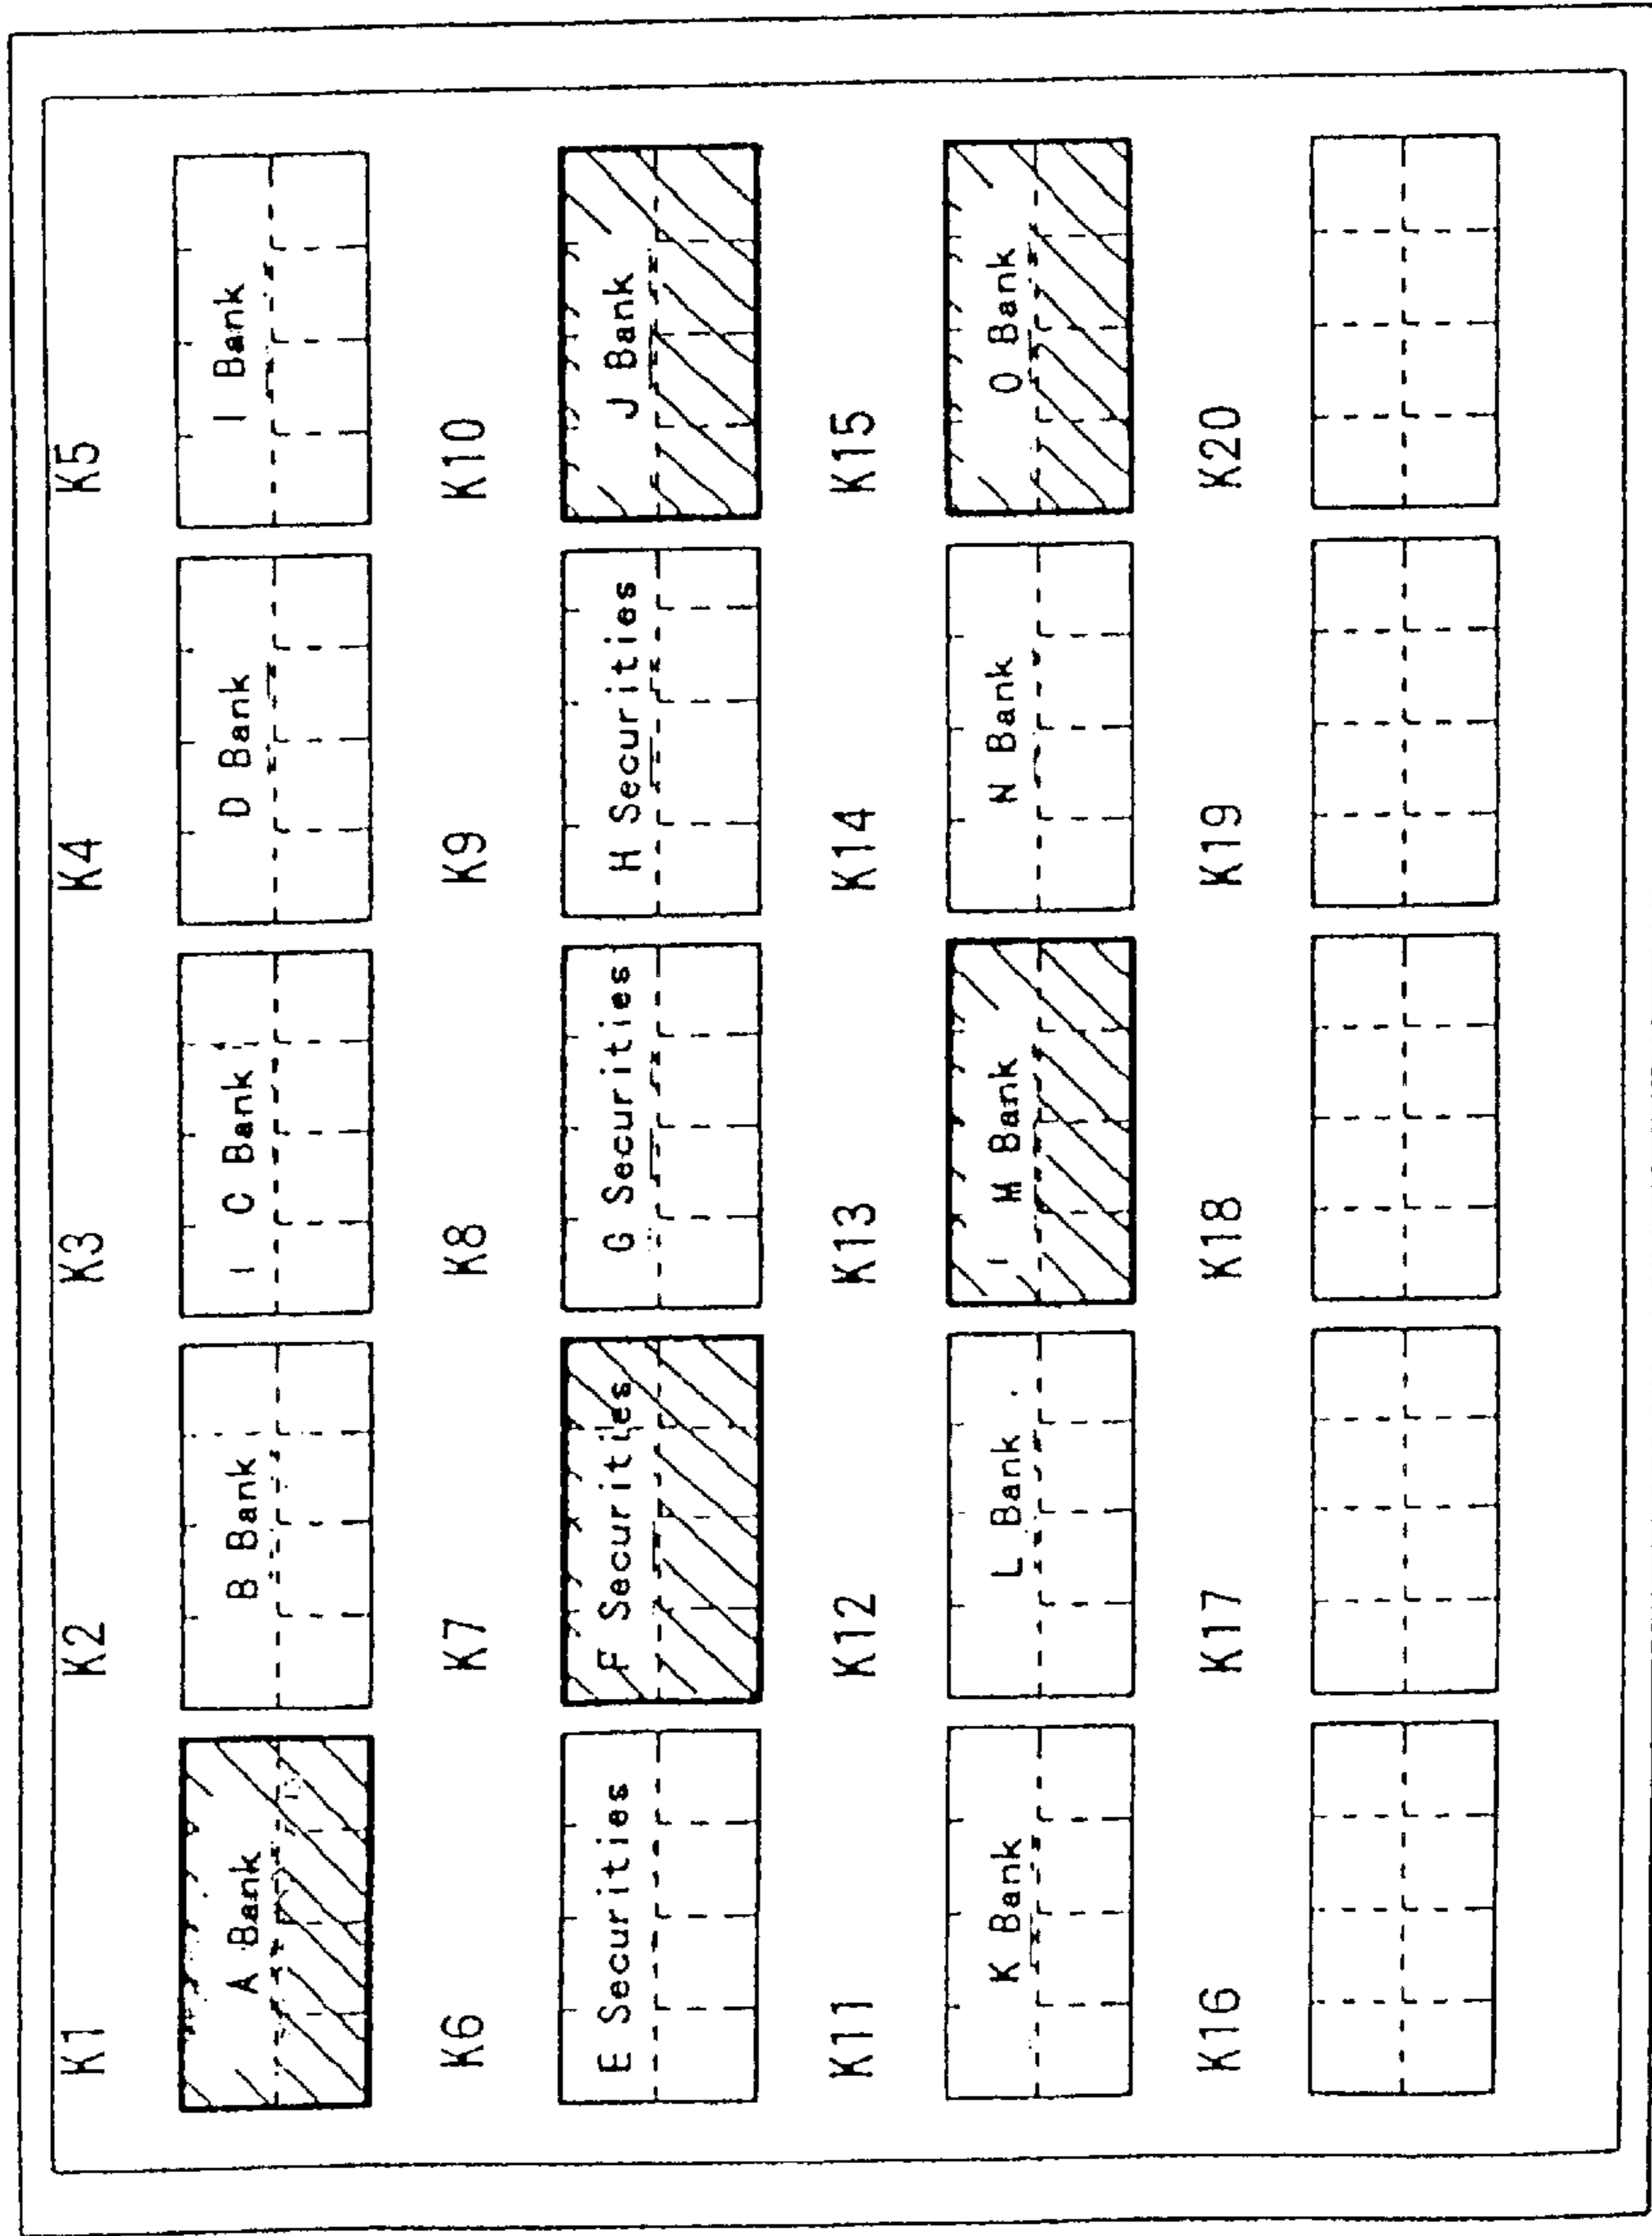 K1 K2 K3 K4 K5
A Bank B Bank C Bank D Bank I Bank
K6 K7 K8 K9 K10
E Securities F Securities G Securities H Securities J Bank
K11 K12 K13 K14 K15
K Bank L Bank M Bank N Bank O Bank
K16 K17 K18 K19 K20